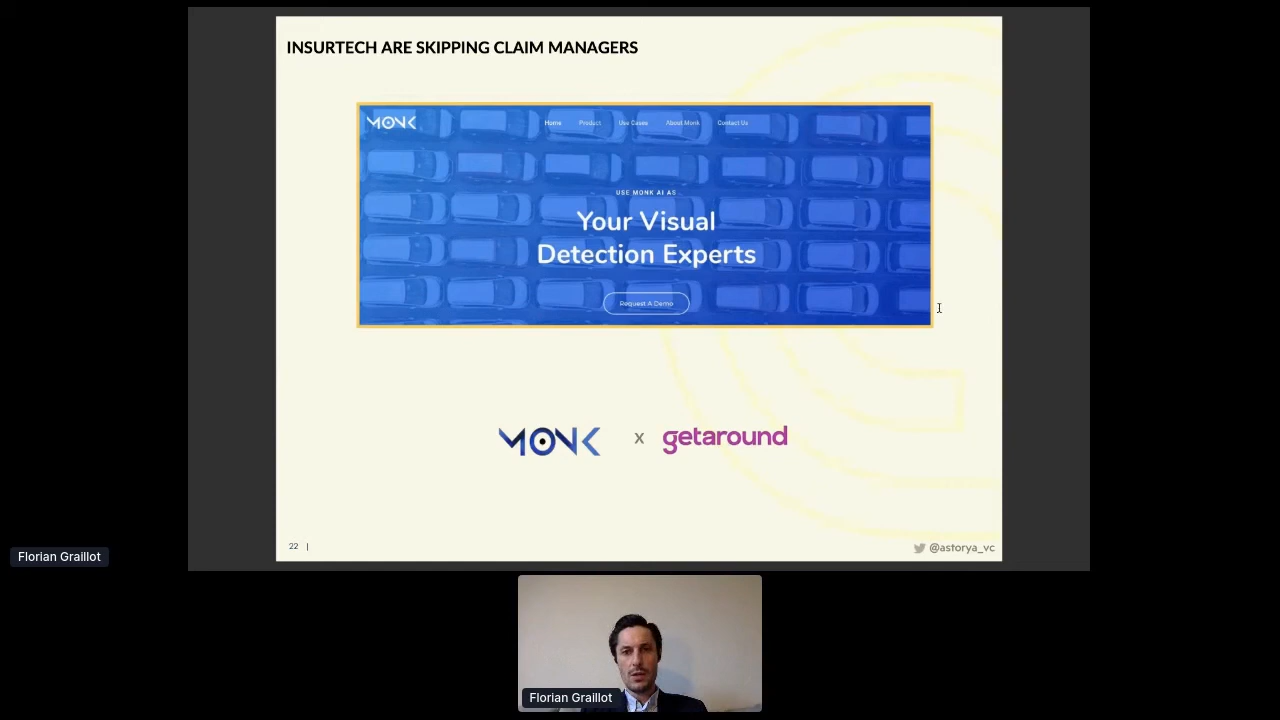 INSURTECH ARE SKIPPING CLAIM MANAGERS
MONK
Home Product Use Cases About Monk Contact Us
USE MONK AI AS
Your Visual
Detection Experts
Request A Demo
MONK x getaround
22 |
@astorya_vc
Florian Graillot
Florian Graillot